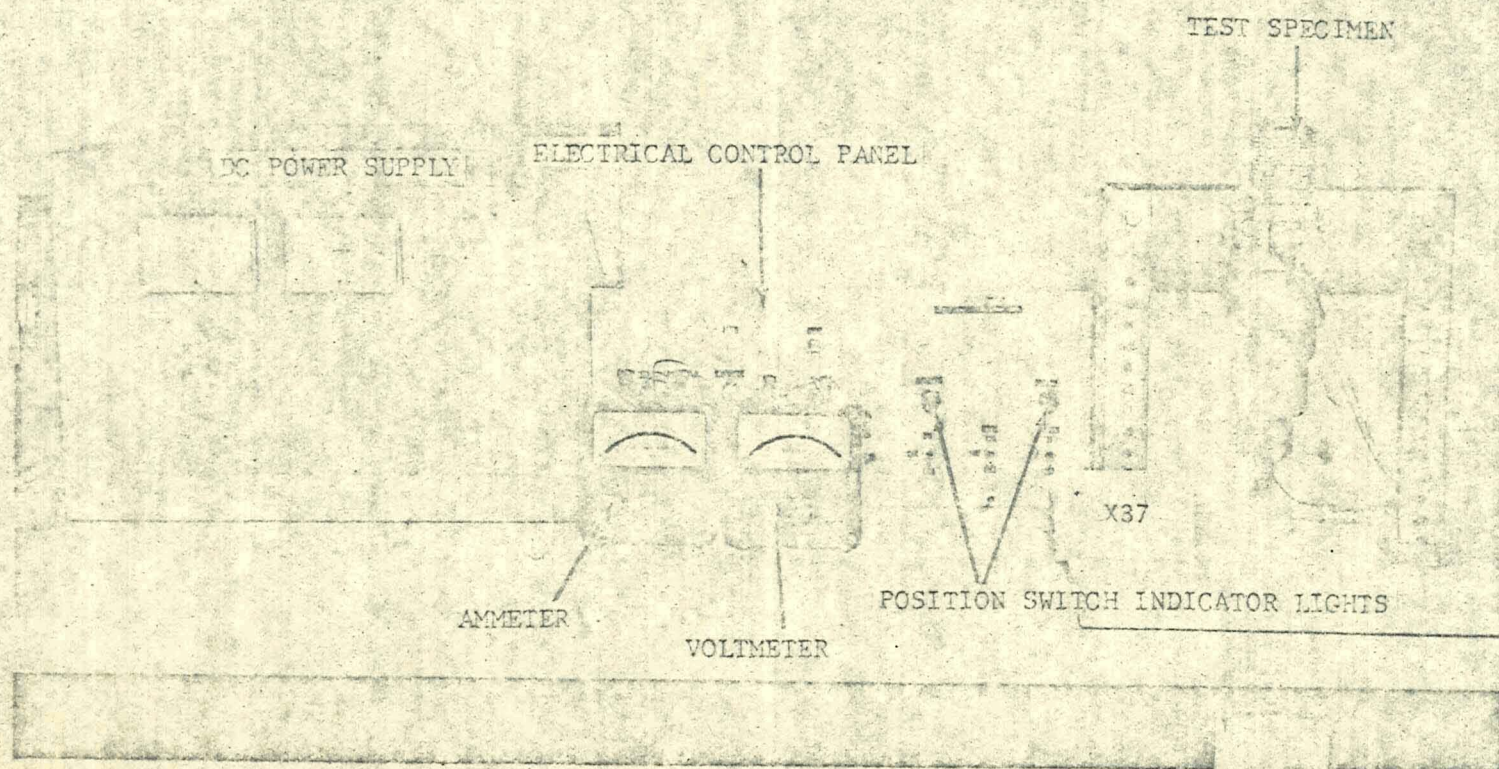 TEST SPECIMEN
DC POWER SUPPLY
ELECTRICAL CONTROL PANEL
X37
POSITION SWITCH INDICATOR LIGHTS
AMMETER
VOLTMETER